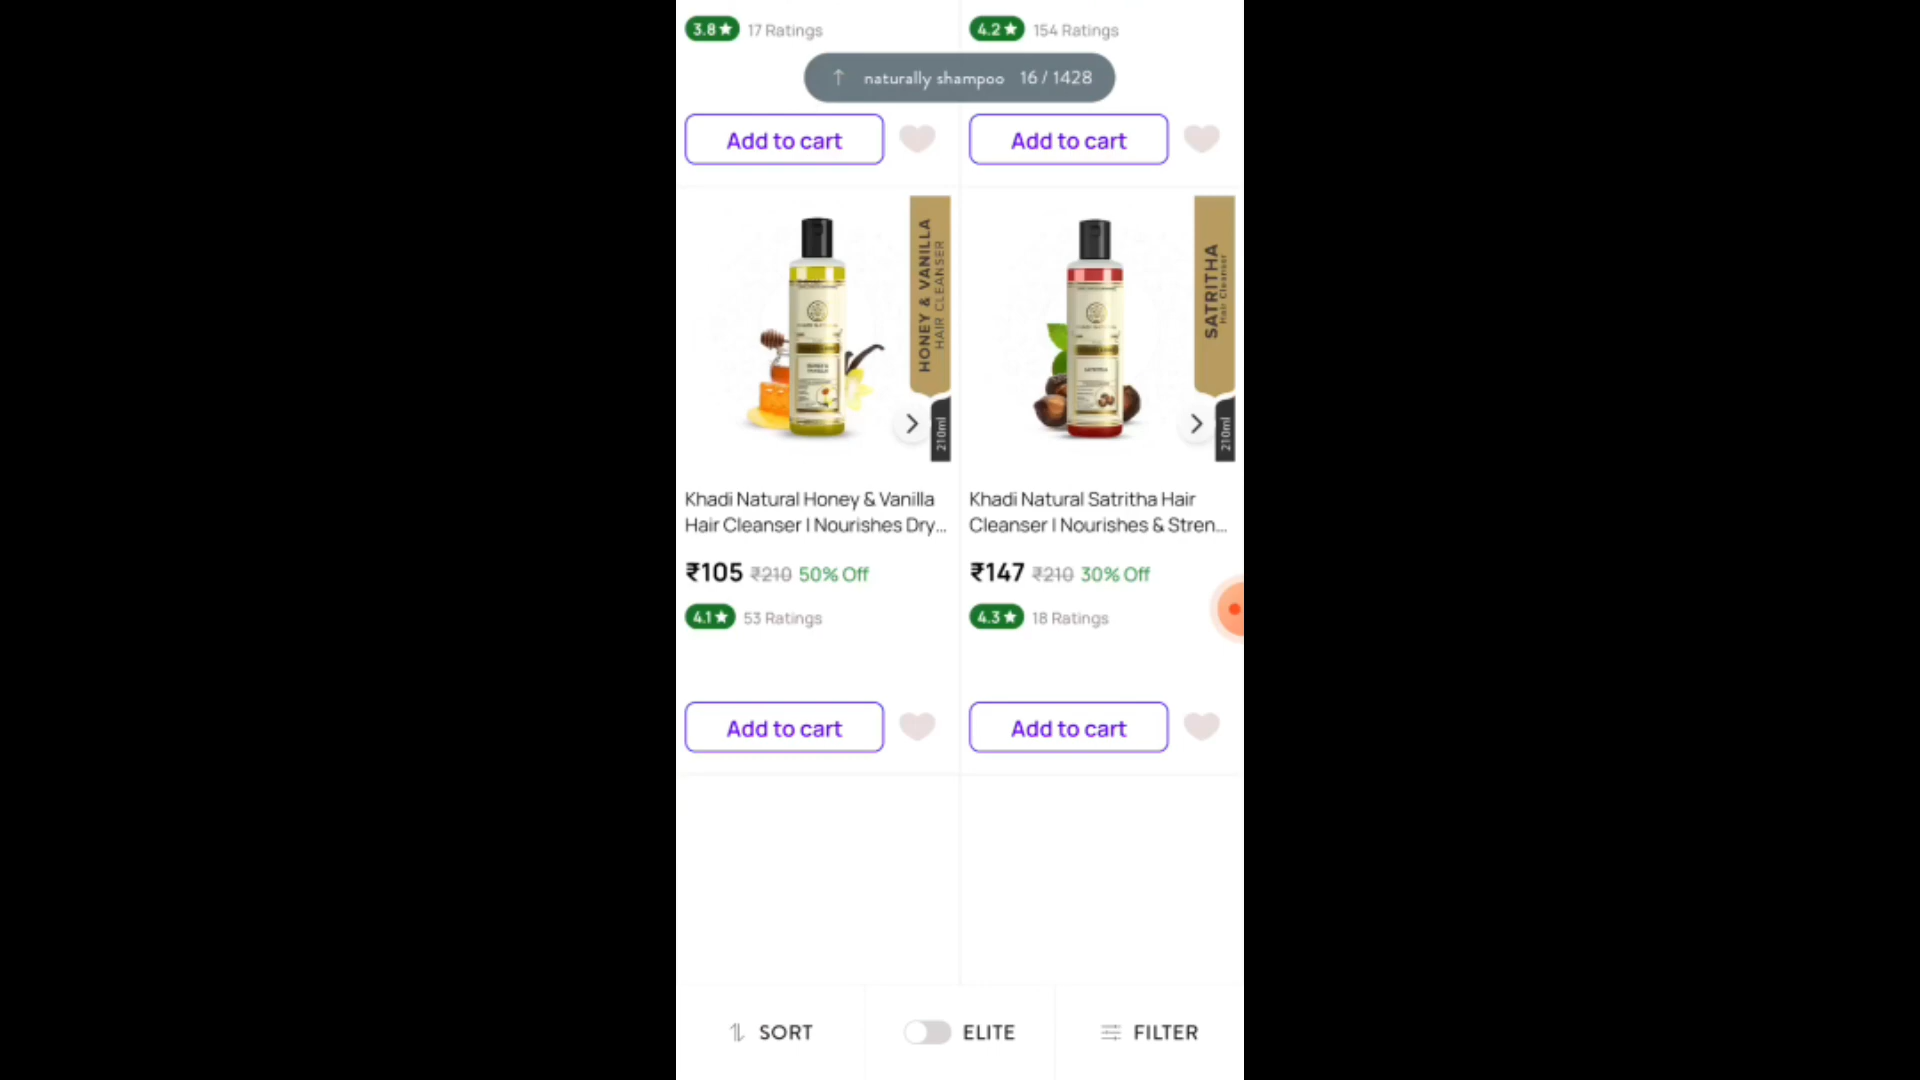 3.8★ 17 Ratings
4.2★ 154 Ratings
↑ naturally shampoo 16 / 1428
Add to cart
Add to cart
HONEY & VANILLA
HAIR CLEANSER
210ml
SATRITHA
Hair Cleanser
210ml
Khadi Natural Honey & Vanilla
Hair Cleanser l Nourishes Dry...
₹105 ₹210 50% Off
4.1★ 53 Ratings
Khadi Natural Satritha Hair
Cleanser l Nourishes & Stren...
₹147 ₹210 30% Off
4.3★ 18 Ratings
Add to cart
Add to cart
SORT
ELITE
FILTER